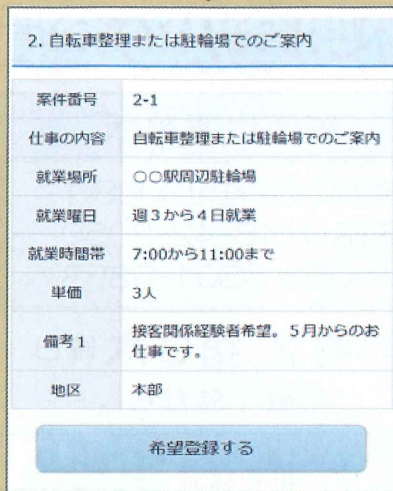 2. 自転車整理または駐輪場でのご案内
案件番号 2-1
仕事の内容 自転車整理または駐輪場でのご案内
就業場所 〇〇駅周辺駐輪場
就業曜日 週３から４日就業
就業時間帯 7:00から11:00まで
単価 3人
備考１ 接客関係経験者希望。５月からのお
仕事です。
地区 本部
希望登録する